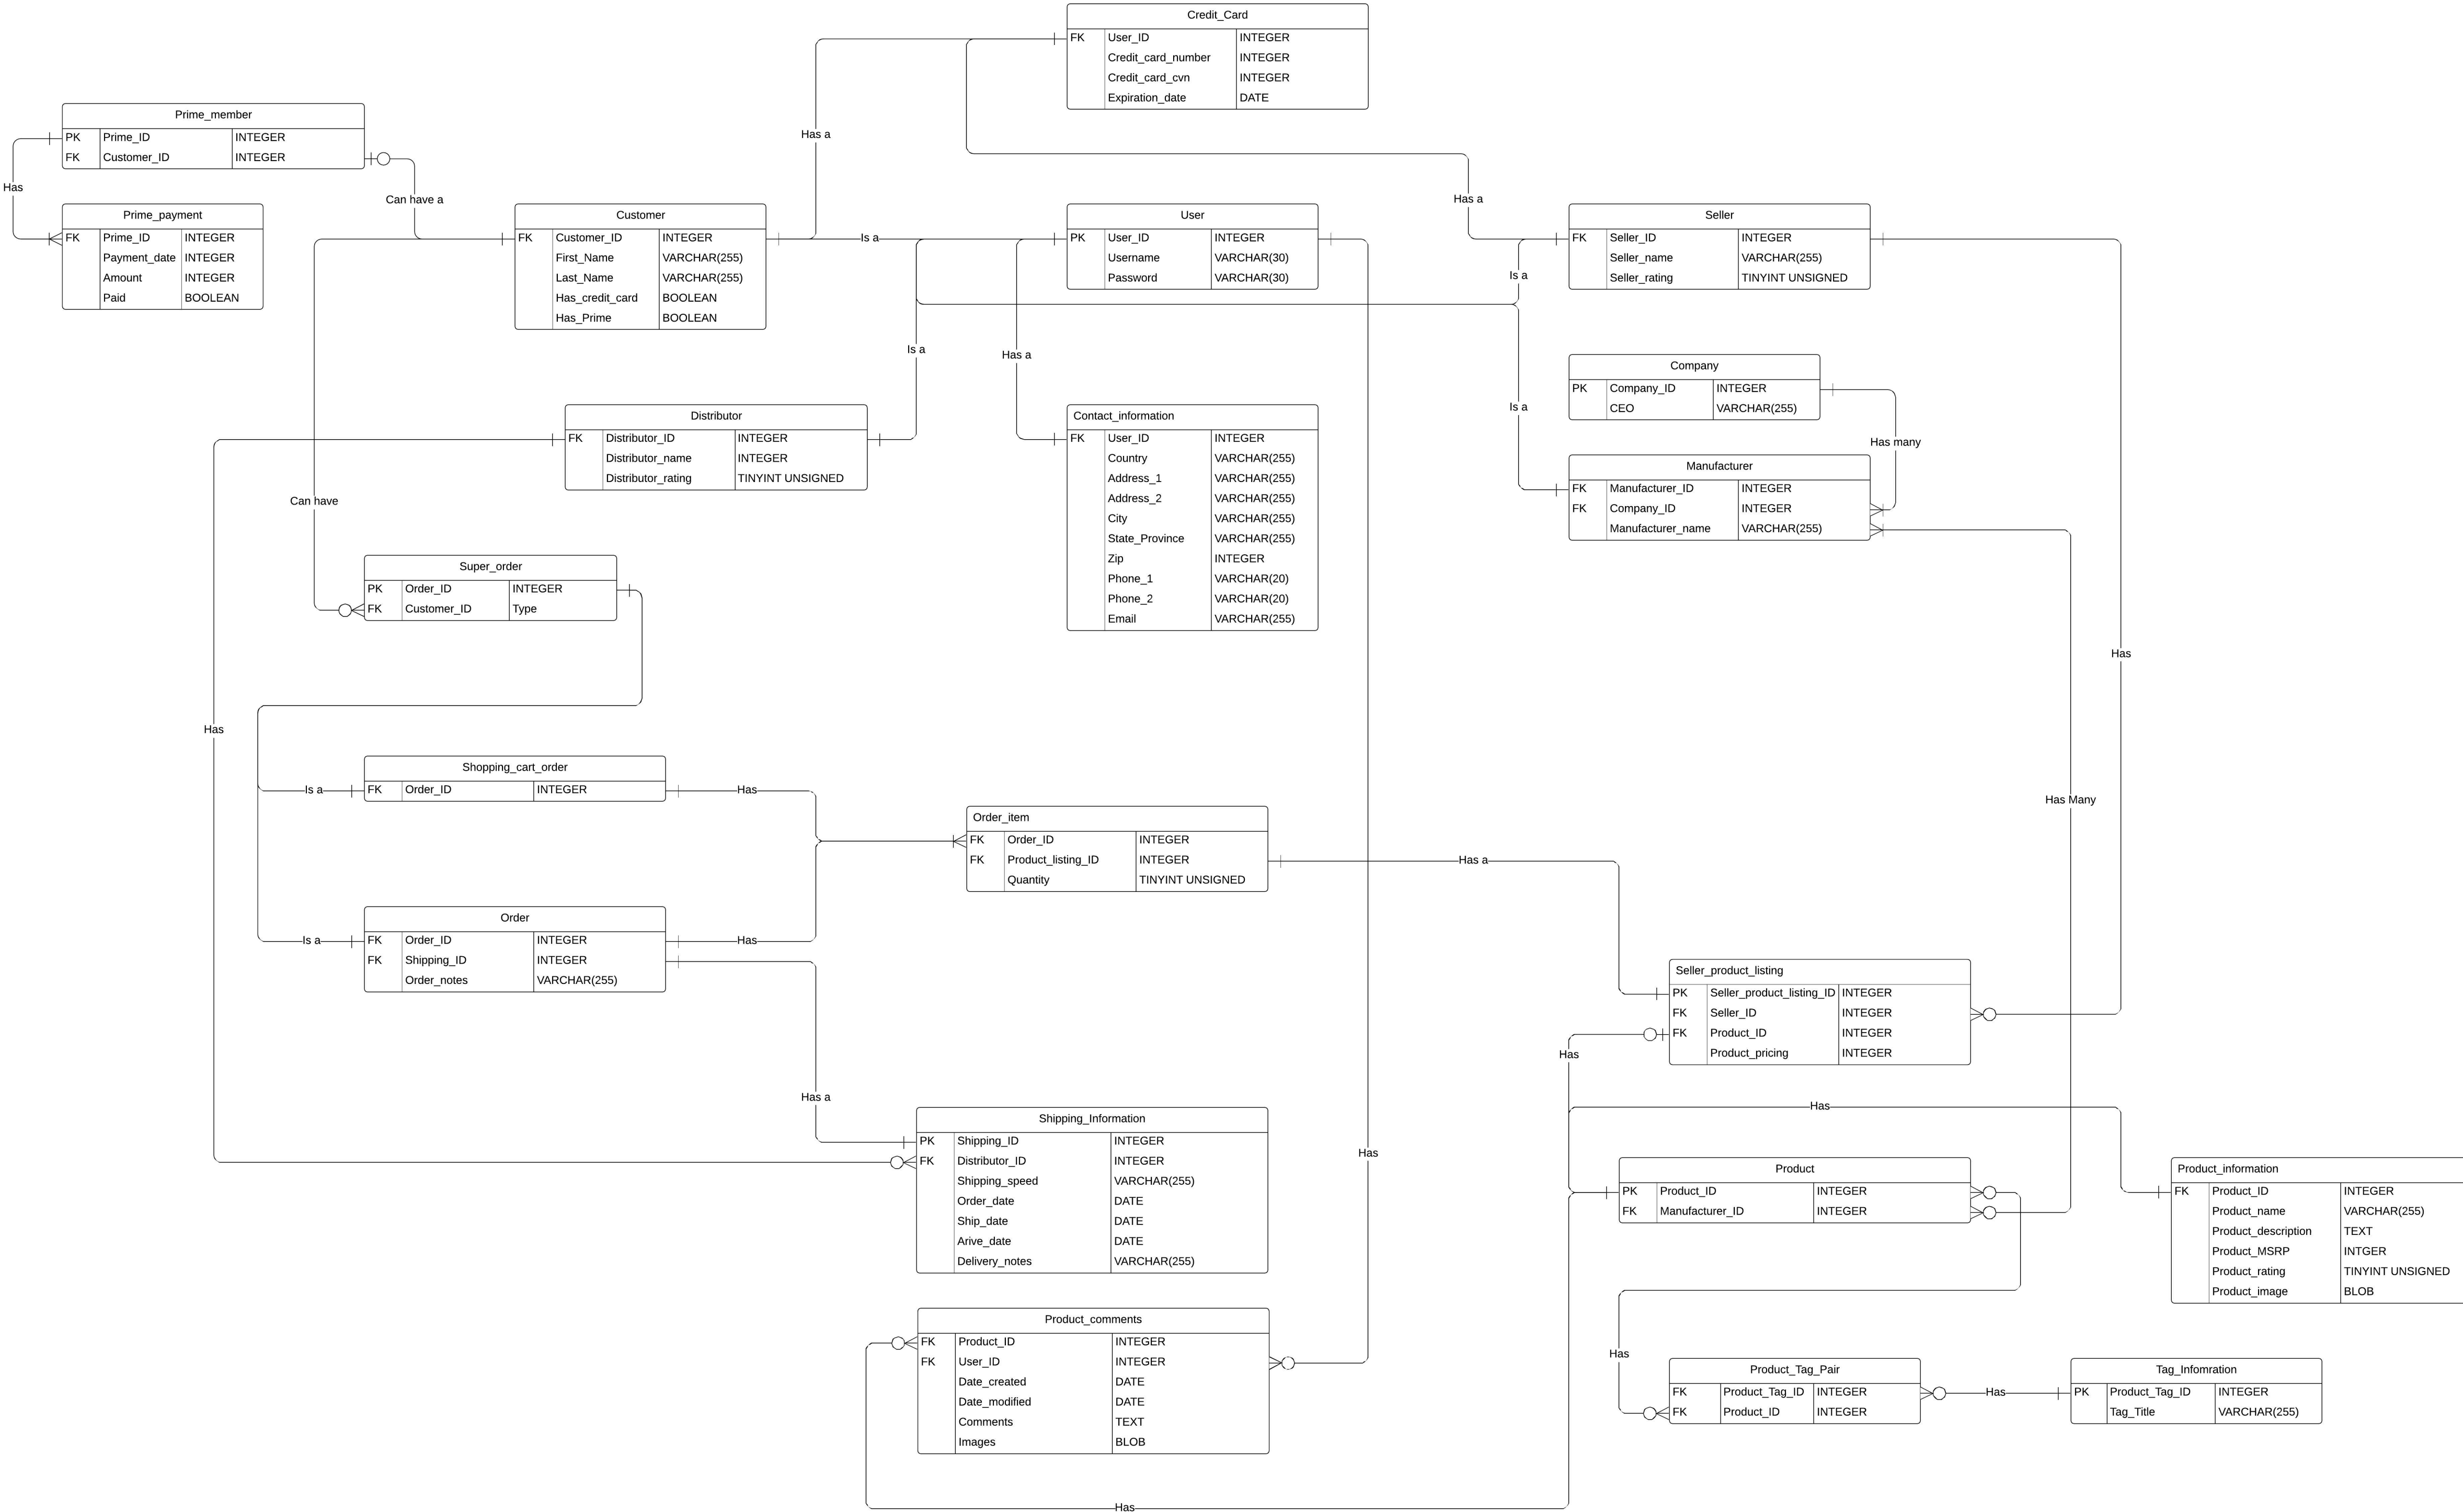 Credit_Card
FK User_ID INTEGER
Credit_card_number INTEGER
Credit_card_cvn INTEGER
Expiration_date DATE
Prime_member
PK Prime_ID INTEGER
FK Customer_ID INTEGER
Has a
Has
Can have a
Has a
Prime_payment
FK Prime_ID INTEGER
Payment_date INTEGER
Amount INTEGER
Paid BOOLEAN
Customer
FK Customer_ID INTEGER
First_Name VARCHAR(255)
Last_Name VARCHAR(255)
Has_credit_card BOOLEAN
Has_Prime BOOLEAN
Is a
User
PK User_ID INTEGER
Username VARCHAR(30)
Password VARCHAR(30)
Seller
FK Seller_ID INTEGER
Seller_name VARCHAR(255)
Seller_rating TINYINT UNSIGNED
Is a
Is a
Has a
Is a
Company
PK Company_ID INTEGER
CEO VARCHAR(255)
Has many
Distributor
FK Distributor_ID INTEGER
Distributor_name INTEGER
Distributor_rating TINYINT UNSIGNED
Contact_information
FK User_ID INTEGER
Country VARCHAR(255)
Address_1 VARCHAR(255)
Address_2 VARCHAR(255)
City VARCHAR(255)
State_Province VARCHAR(255)
Zip INTEGER
Phone_1 VARCHAR(20)
Phone_2 VARCHAR(20)
Email VARCHAR(255)
Manufacturer
FK Manufacturer_ID INTEGER
FK Company_ID INTEGER
Manufacturer_name VARCHAR(255)
Can have
Super_order
PK Order_ID INTEGER
FK Customer_ID Type
Has
Has
Has Many
Shopping_cart_order
FK Order_ID INTEGER
Is a
Has
Order_item
FK Order_ID INTEGER
FK Product_listing_ID INTEGER
Quantity TINYINT UNSIGNED
Has a
Order
FK Order_ID INTEGER
FK Shipping_ID INTEGER
Order_notes VARCHAR(255)
Is a
Has
Seller_product_listing
PK Seller_product_listing_ID INTEGER
FK Seller_ID INTEGER
FK Product_ID INTEGER
Product_pricing INTEGER
Has
Has a
Has
Has
Shipping_Information
PK Shipping_ID INTEGER
FK Distributor_ID INTEGER
Shipping_speed VARCHAR(255)
Order_date DATE
Ship_date DATE
Arive_date DATE
Delivery_notes VARCHAR(255)
Product
PK Product_ID INTEGER
FK Manufacturer_ID INTEGER
Product_information
FK Product_ID INTEGER
Product_name VARCHAR(255)
Product_description TEXT
Product_MSRP INTGER
Product_rating TINYINT UNSIGNED
Product_image BLOB
Product_comments
FK Product_ID INTEGER
FK User_ID INTEGER
Date_created DATE
Date_modified DATE
Comments TEXT
Images BLOB
Has
Product_Tag_Pair
FK Product_Tag_ID INTEGER
FK Product_ID INTEGER
Has
Tag_Infomration
PK Product_Tag_ID INTEGER
Tag_Title VARCHAR(255)
Has